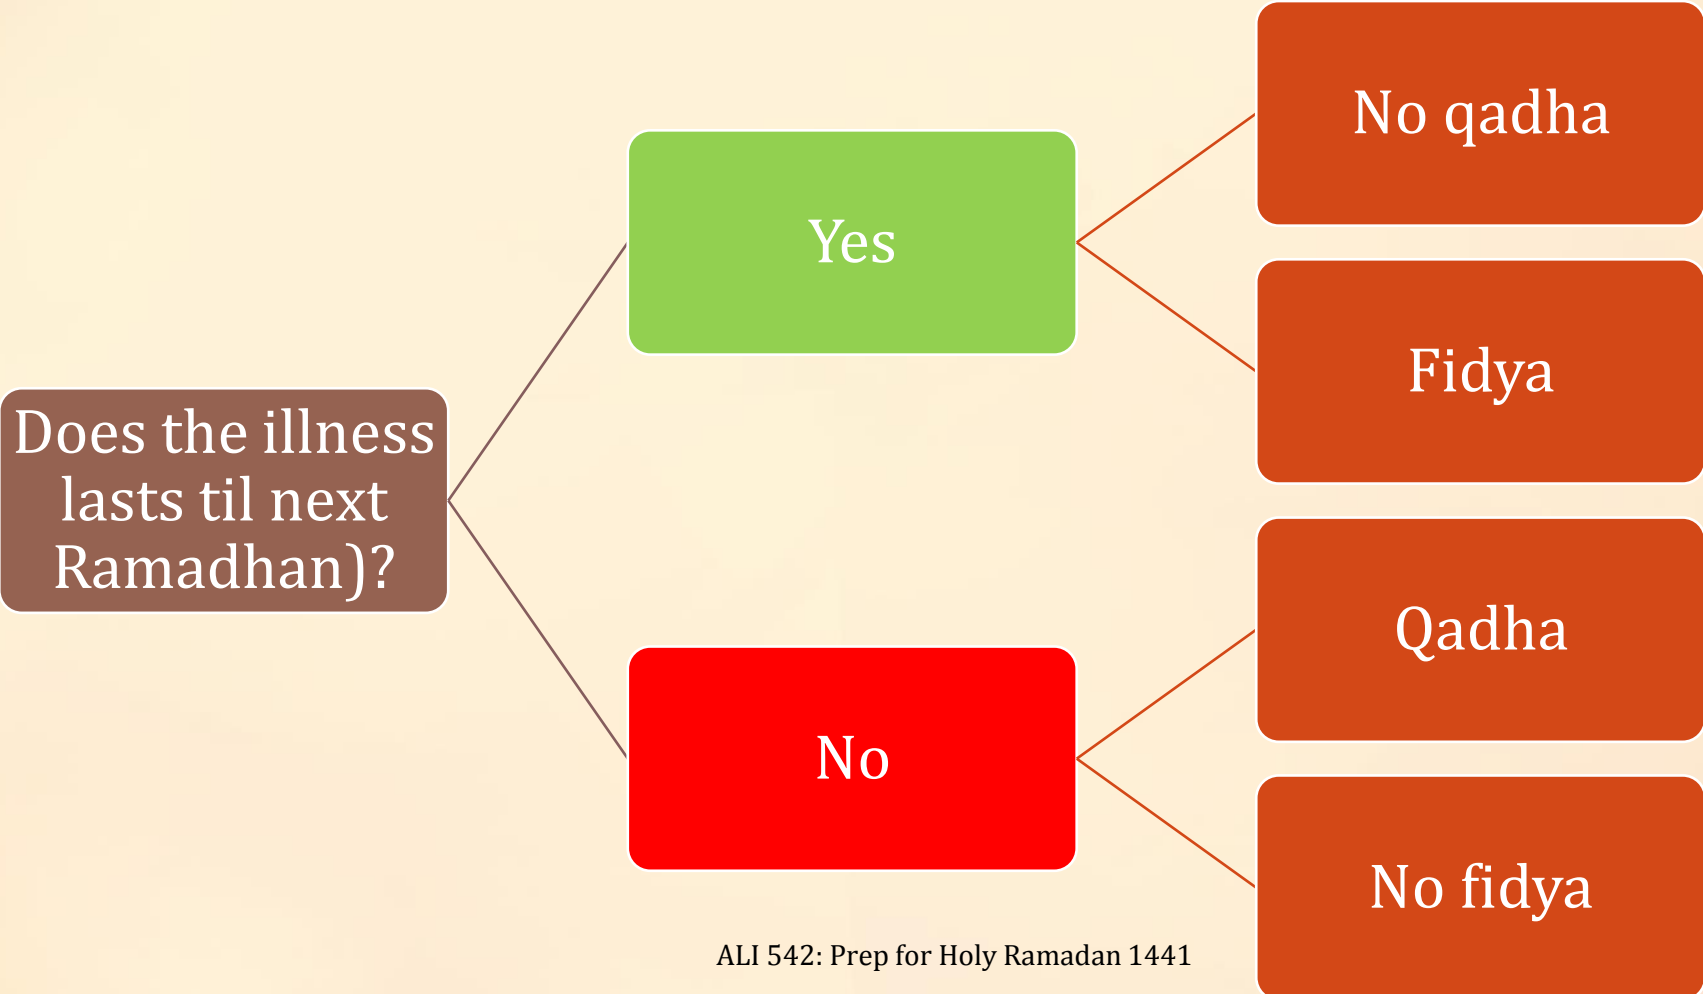 Does the illness
lasts til next
Ramadhan)?
Yes
No qadha
Fidya
No
Qadha
No fidya
ALI 542: Prep for Holy Ramadan 1441